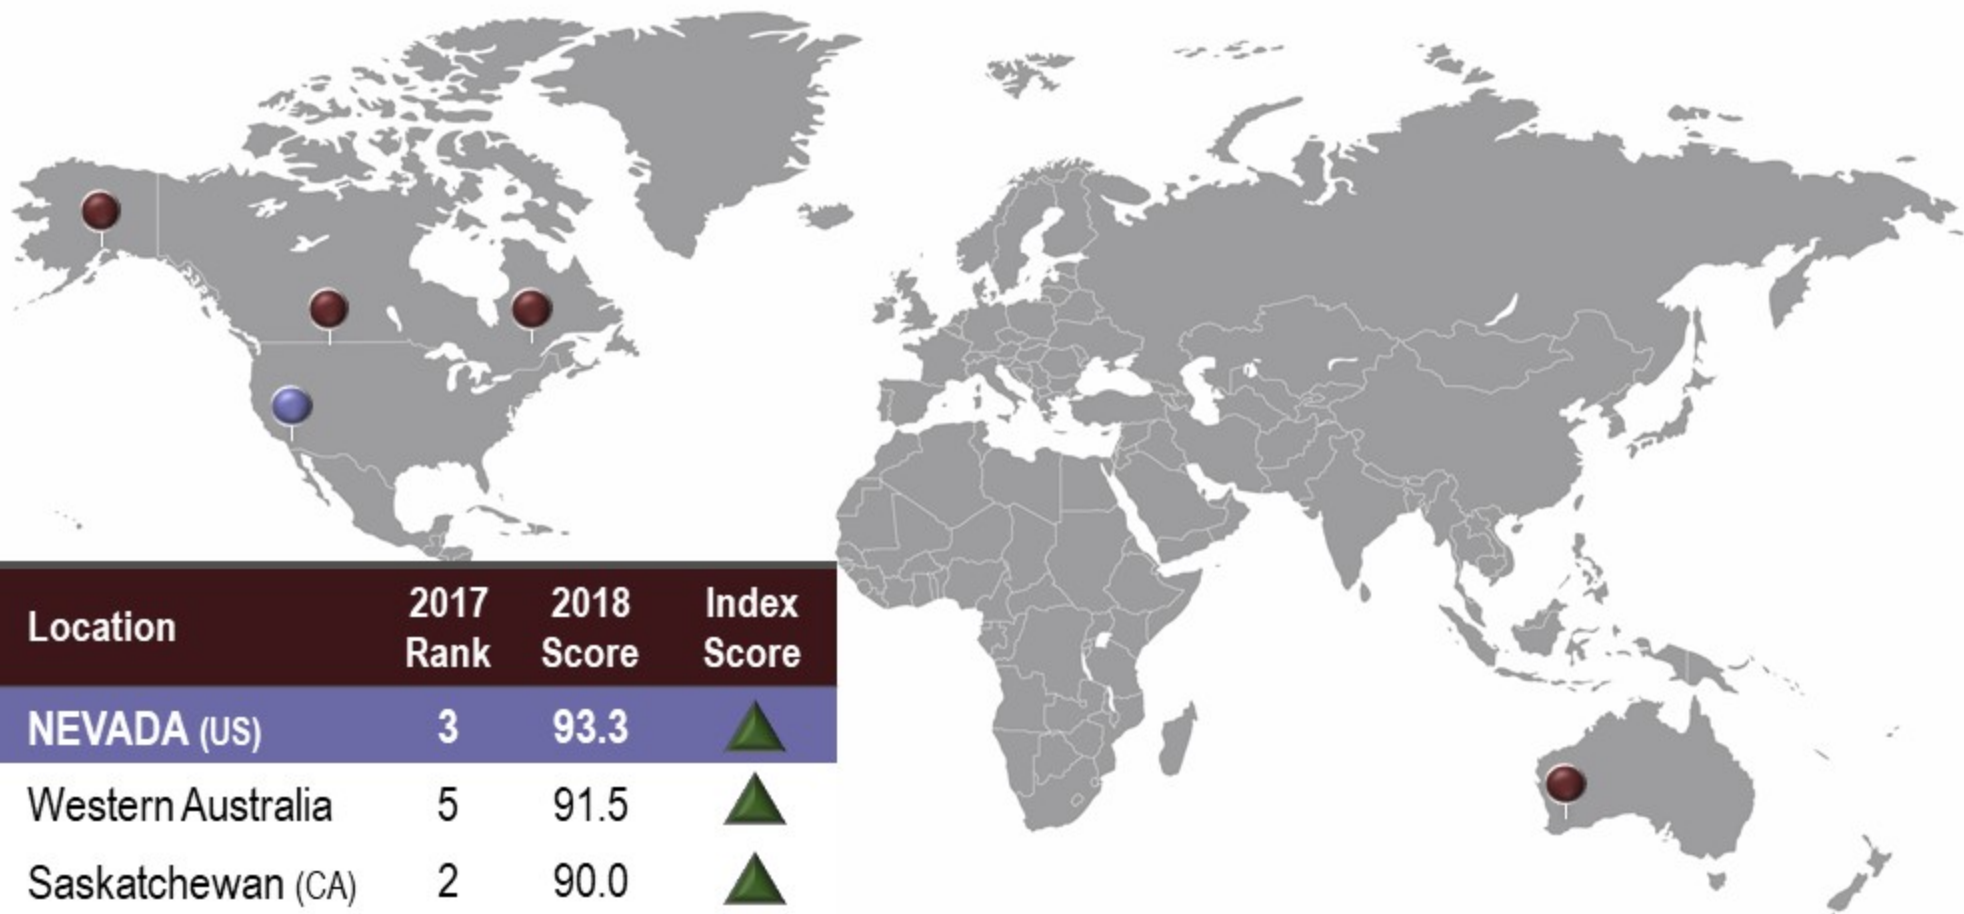 Location 2017 Rank 2018 Score Index Score
NEVADA (US) 3 93.3
Western Australia 5 91.5
Saskatchewan (CA) 2 90.0